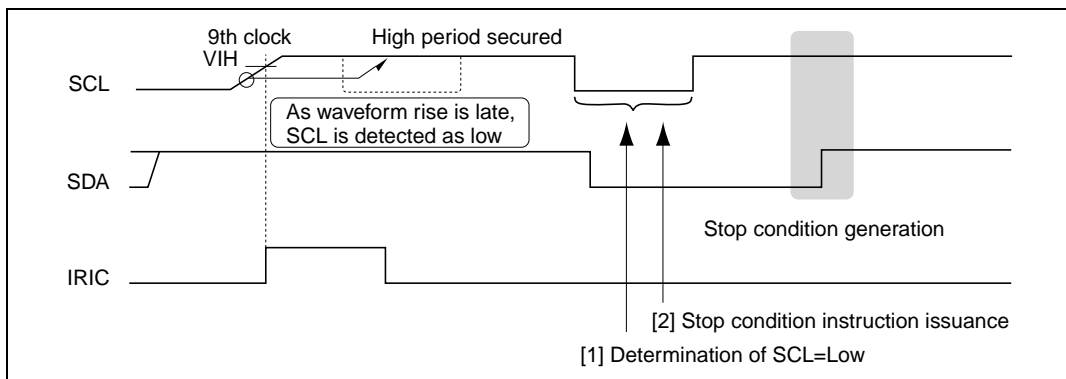 9th clock
High period secured
VIH
SCL
As waveform rise is late,
SCL is detected as low
SDA
Stop condition generation
IRIC
[2] Stop condition instruction issuance
[1] Determination of SCL=Low